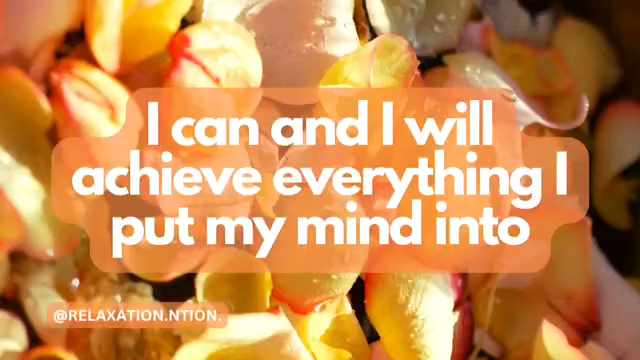 I can and I will
achieve everything I
put my mind into
@RELAXATION.NTION.